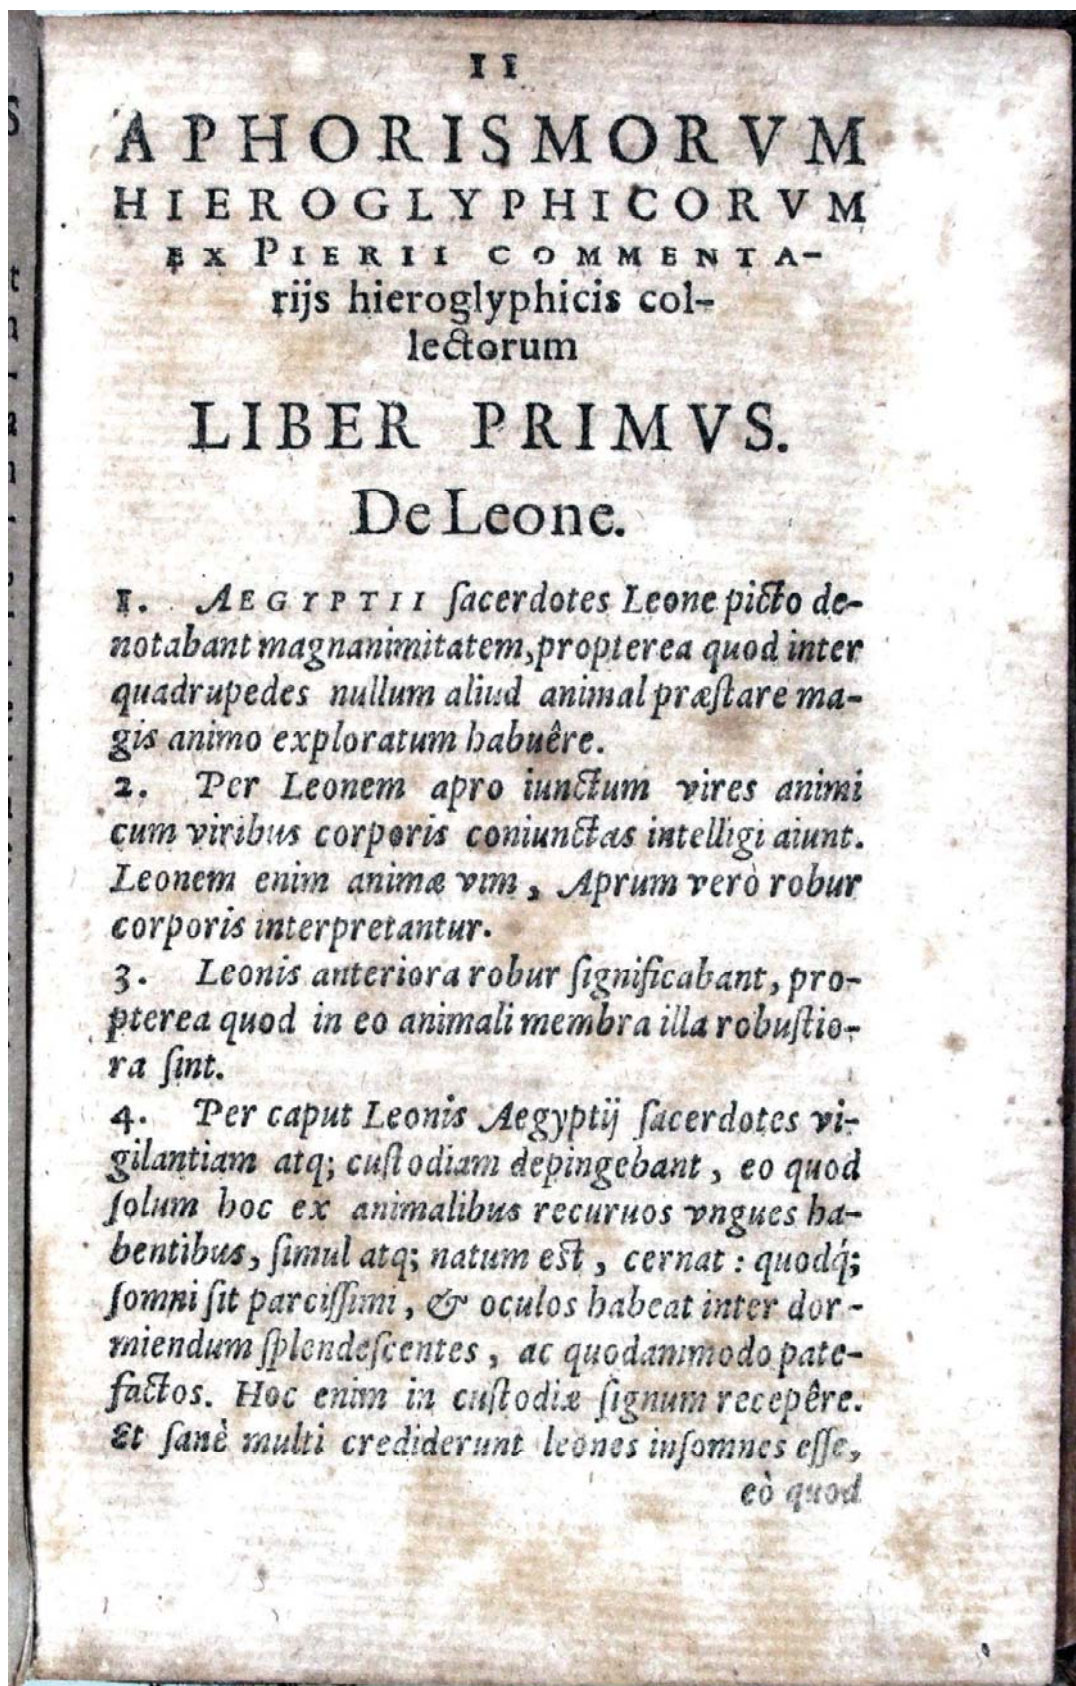 11
APHORISMORVM
HIEROGLYPHICORVM
EX PIERII COMMENTA-
rijs hieroglyphicis col-
lectorum
LIBER PRIMVS.
De Leone.
1. AEGYPTII ſacerdotes Leone picto de-
notabant magnanimitatem, propterea quod inter
quadrupedes nullum aliud animal præſtare ma-
gis animo exploratum habuêre.
2. Per Leonem apro iunctum vires animi
cum viribus corporis coniunctas intelligi aiunt.
Leonem enim animæ vim, Aprum verò robur
corporis interpretantur.
3. Leonis anteriora robur ſignificabant, pro-
pterea quod in eo animali membra illa robuſtio-
ra ſint.
4. Per caput Leonis Aegyptij ſacerdotes vi-
gilantiam atq; cuſtodiam depingebant, eo quod
ſolum hoc ex animalibus recuruos vngues ha-
bentibus, ſimul atq; natum eſt, cernat: quodq́;
ſomni ſit parciſſimi, & oculos habeat inter dor-
miendum ſplendeſcentes, ac quodammodo pate-
factos. Hoc enim in cuſtodiæ ſignum recepêre.
Et ſanè multi crediderunt leones inſomnes eſſe,
eò quod